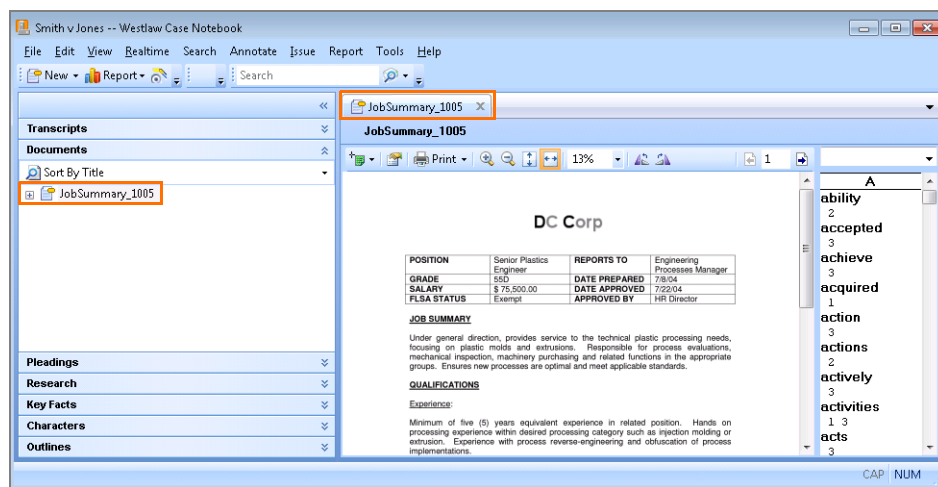 Smith v Jones -- Westlaw Case Notebook
File Edit View Realtime Search Annotate Issue Report Tools Help
New Report Search
JobSummary_1005
Transcripts
Documents
Sort By Title
JobSummary_1005
Pleadings
Research
Key Facts
Characters
Outlines
JobSummary_1005
Print 13% 1
DC Corp
POSITION Senior Plastics Engineer REPORTS TO Engineering Processes Manager
GRADE 55D DATE PREPARED 7/8/04
SALARY $ 75,500.00 DATE APPROVED 7/22/04
FLSA STATUS Exempt APPROVED BY HR Director
JOB SUMMARY
Under general direction, provides service to the technical plastic processing needs,
focusing on plastic molds and extrusions. Responsible for process evaluations,
mechanical inspection, machinery purchasing and related functions in the appropriate
groups. Ensures new processes are optimal and meet applicable standards.
QUALIFICATIONS
Experience:
Minimum of five (5) years equivalent experience in related position. Hands on
processing experience within desired processing category such as injection molding or
extrusion. Experience with process reverse-engineering and obfuscation of process
implementations.
A
ability
2
accepted
3
achieve
3
acquired
1
action
3
actions
2
actively
3
activities
1 3
acts
3
CAP NUM